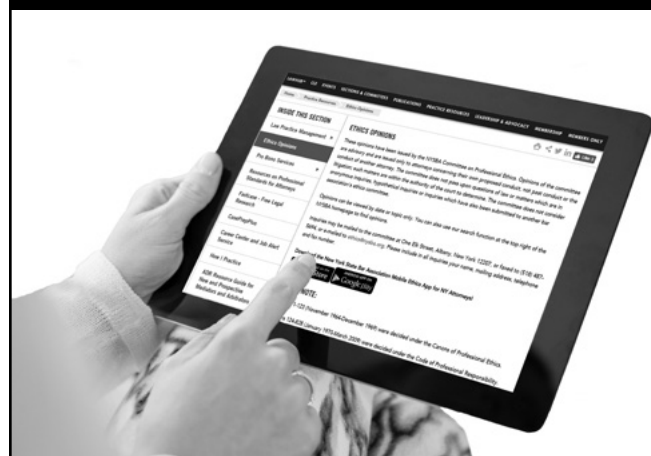 CLE EVENTS SECTIONS & COMMITTEES PUBLICATIONS PRACTICE RESOURCES LEADERSHIP & ADVOCACY MEMBERSHIP MEMBERS ONLY
Home Practice Resources Ethics Opinions
INSIDE THIS SECTION
Law Practice Management
Ethics Opinions
Pro Bono Services
Resources on Professional
Standards for Attorneys
Fastcase - Free Legal
Research
CasePrepPlus
Career Center and Job Alert
Service
How I Practice
ADR Resource Guide for
New and Prospective
Mediators and Arbitrators
ETHICS OPINIONS
Like
These opinions have been issued by the NYSBA Committee on Professional Ethics. Opinions of the committee
are advisory and are issued only to attorneys concerning their own proposed conduct, not past conduct or the
conduct of another attorney. The committee does not pass upon questions of law or matters which are in
litigation; such matters are within the authority of the court to determine. The committee does not consider
anonymous inquiries, hypothetical inquiries or inquiries which have also been submitted to another bar
association's ethics committee.
Opinions can be viewed by date or topic only. You can also use our search function at the top right of the
NYSBA homepage to find opinions.
Inquiries may be mailed to the committee at One Elk Street, Albany, New York 12207, or faxed to (518) 487-
5694, or e-mailed to ethics@nysba.org. Please include in all inquiries your name, mailing address, telephone
and fax number.
Download the New York State Bar Association Mobile Ethics App for NY Attorneys!
Store Google play
NOTE:
1-123 (November 1964-December 1969) were decided under the Canons of Professional Ethics.
124-828 (January 1970-March 2009) were decided under the Code of Professional Responsibility.